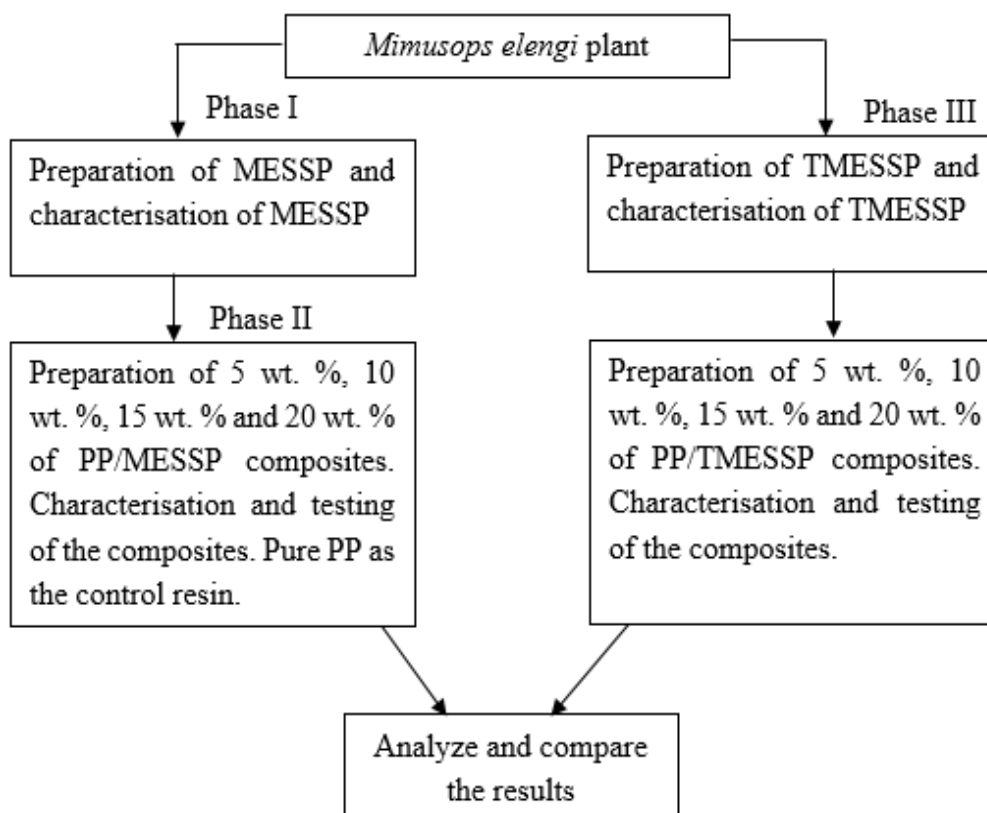 Mimusops elengi plant
Phase I
Phase III
Preparation of MESSP and
characterisation of MESSP
Preparation of TMESSP and
characterisation of TMESSP
Phase II
Preparation of 5 wt. %, 10
wt. %, 15 wt. % and 20 wt. %
of PP/MESSP composites.
Characterisation and testing
of the composites. Pure PP as
the control resin.
Preparation of 5 wt. %, 10
wt. %, 15 wt. % and 20 wt. %
of PP/TMESSP composites.
Characterisation and testing
of the composites.
Analyze and compare
the results